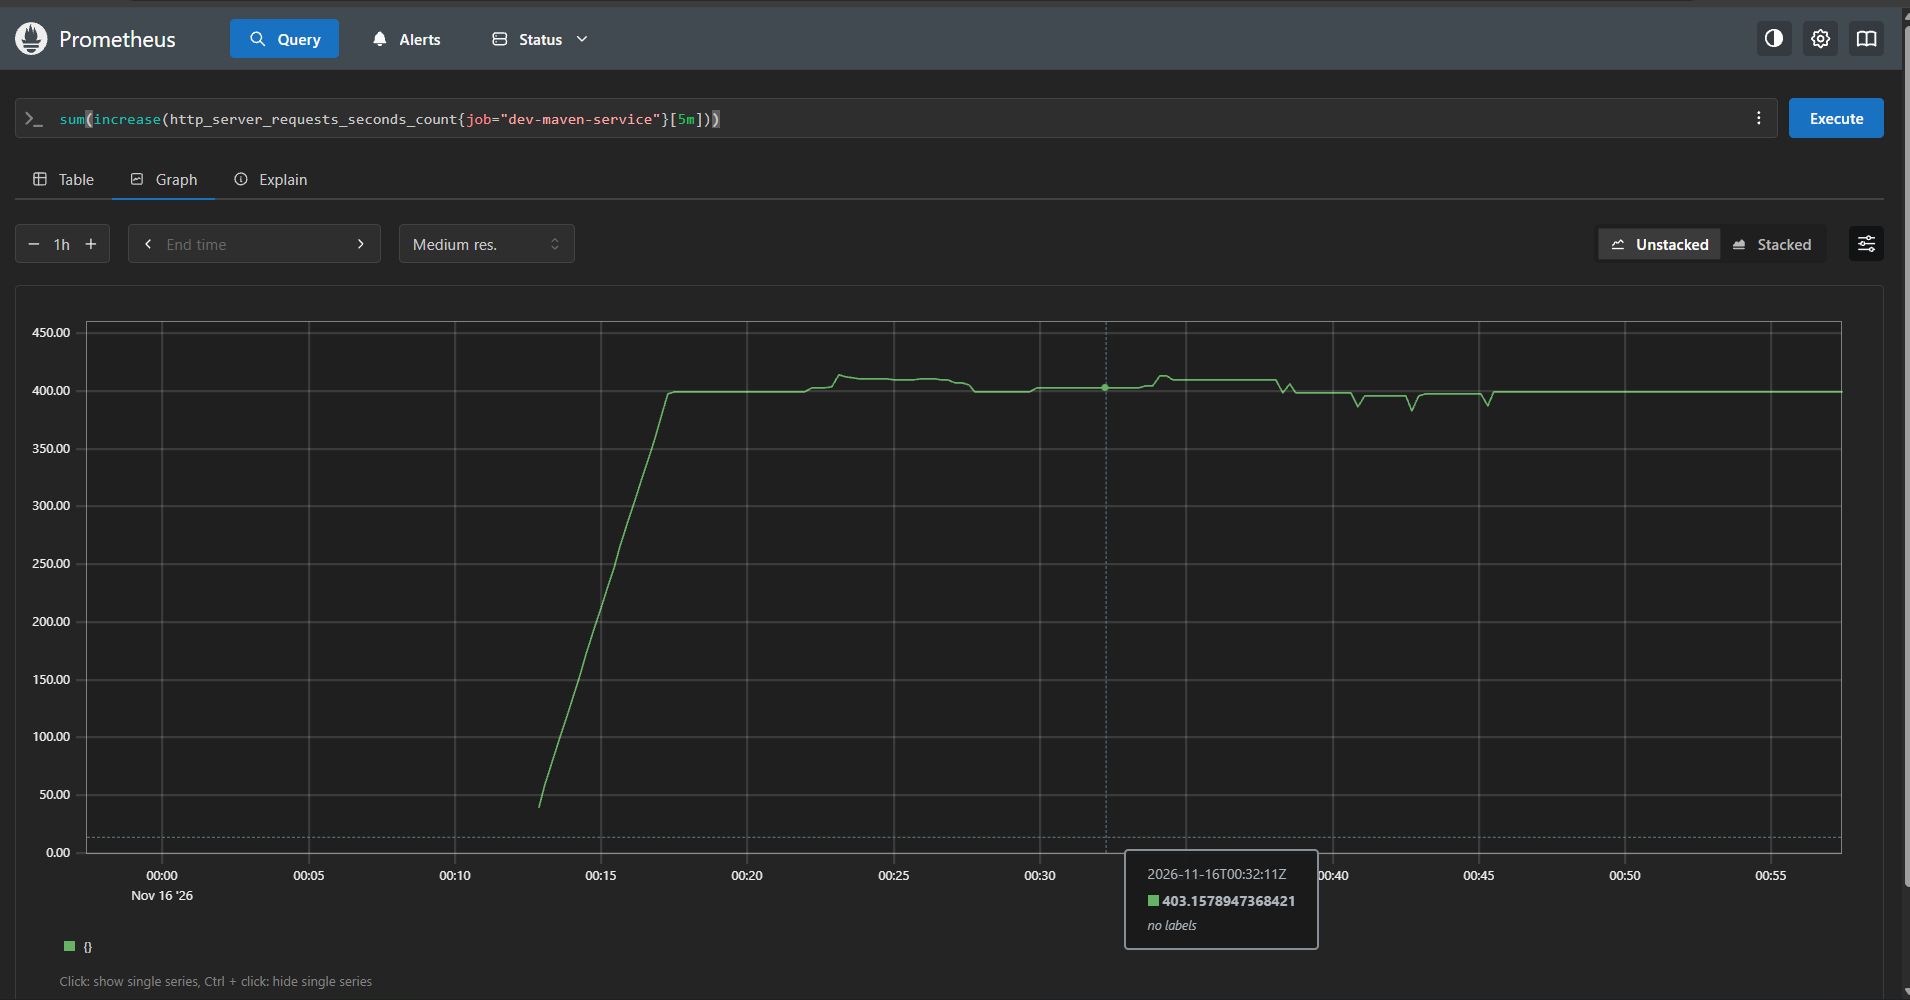 Prometheus Query Alerts Status
sum(increase(http_server_requests_seconds_count{job="dev-maven-service"}[5m]))
Execute
Table Graph Explain
1h End time Medium res. Unstacked Stacked
450.00
400.00
350.00
300.00
250.00
200.00
150.00
100.00
50.00
0.00
00:00 00:05 00:10 00:15 00:20 00:25 00:30 00:40 00:45 00:50 00:55
Nov 16 '26
2026-11-16T00:32:11Z
403.1578947368421
no labels
{}
Click: show single series, Ctrl + click: hide single series